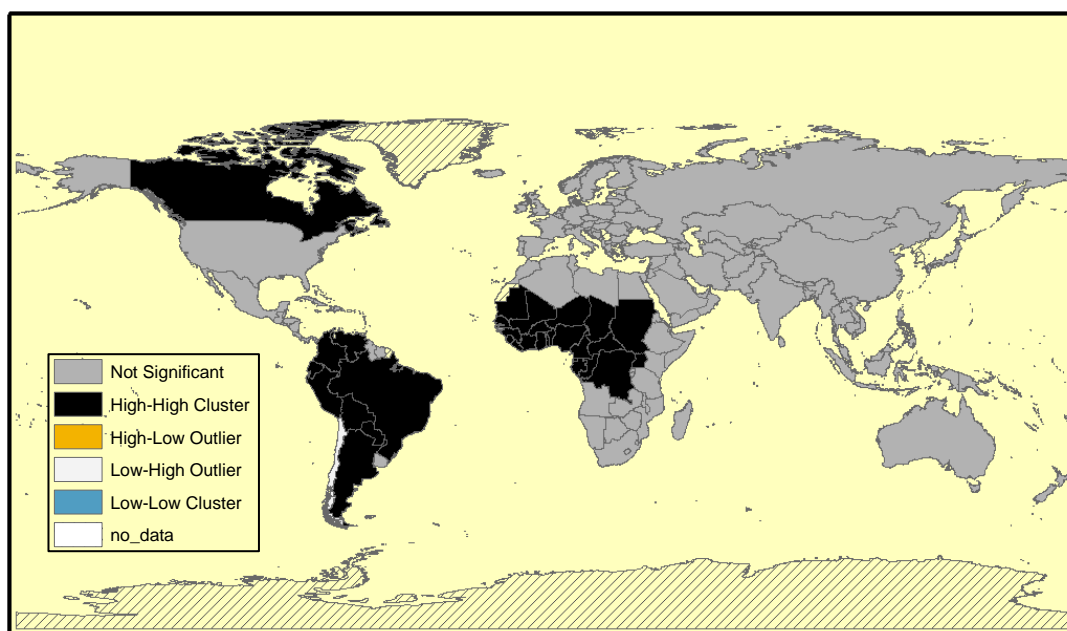 Not Significant
High-High Cluster
High-Low Outlier
Low-High Outlier
Low-Low Cluster
no_data